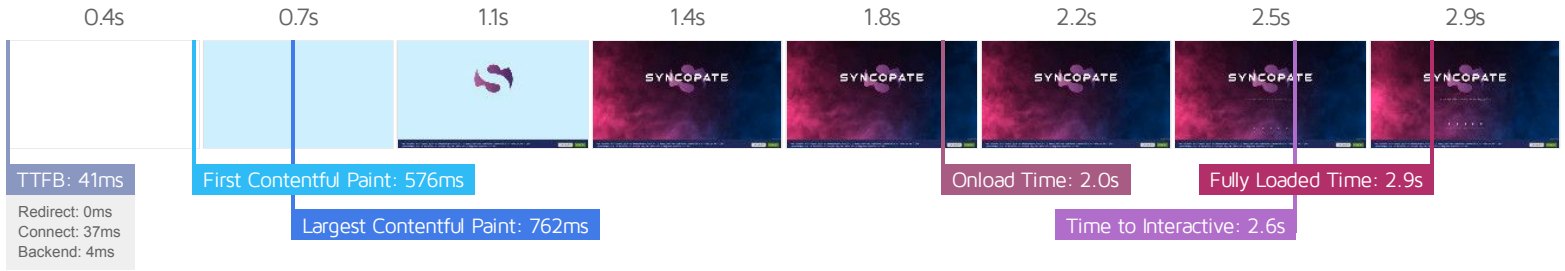 0.4s
0.7s
1.1s
1.4s
1.8s
2.2s
2.5s
2.9s
SYNCOPATE
SYNCOPATE
SYNCOPATE
SYNCOPATE
SYNCOPATE
TTFB: 41ms
First Contentful Paint: 576ms
Onload Time: 2.0s
Fully Loaded Time: 2.9s
Redirect: 0ms
Connect: 37ms
Backend: 4ms
Largest Contentful Paint: 762ms
Time to Interactive: 2.6s